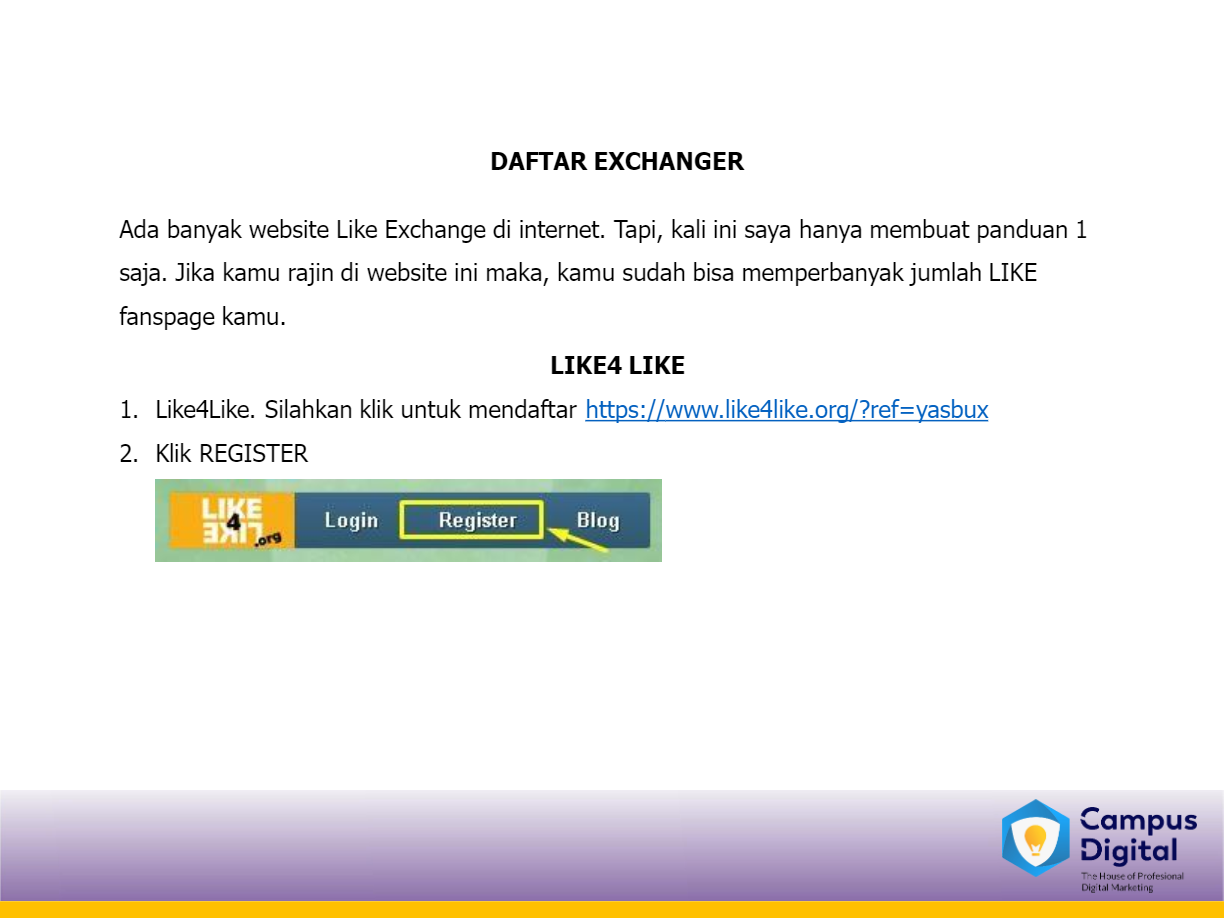 DAFTAR EXCHANGER
Ada banyak website Like Exchange di internet. Tapi, kali ini saya hanya membuat panduan 1
saja. Jika kamu rajin di website ini maka, kamu sudah bisa memperbanyak jumlah LIKE
fanspage kamu.
LIKE4 LIKE
1. Like4Like. Silahkan klik untuk mendaftar https://www.like4like.org/?ref=yasbux
2. Klik REGISTER
LIKE
4
LIKE
.org
Login Register Blog
Campus
Digital
The House of Profesional
Digital Marketing